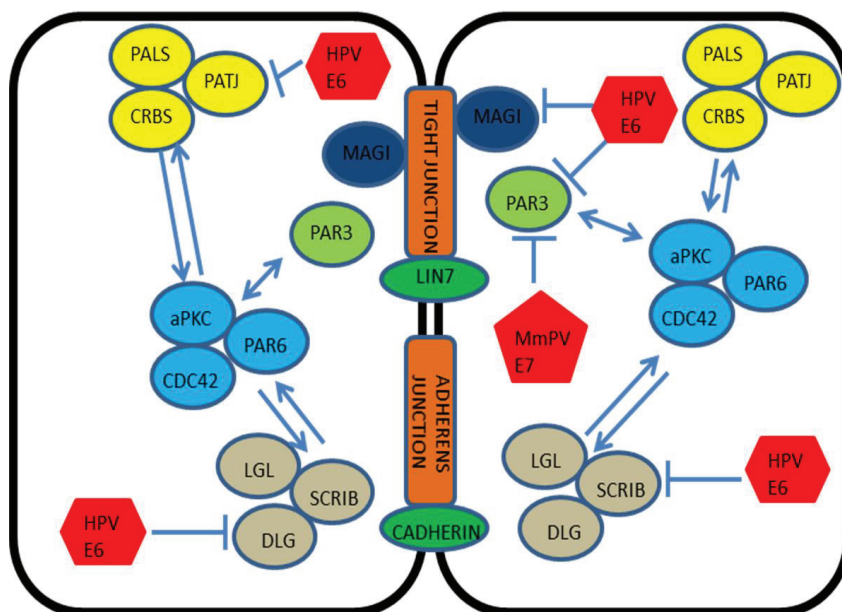 PALS
PATJ
CRBS
HPV
E6
MAGI
PAR3
aPKC
PAR6
CDC42
LGL
SCRIB
DLG
HPV
E6
TIGHT JUNCTION
LIN7
ADHERENS
JUNCTION
CADHERIN
PALS
PATJ
CRBS
MAGI
HPV
E6
PAR3
aPKC
PAR6
CDC42
MmPV
E7
LGL
SCRIB
DLG
HPV
E6